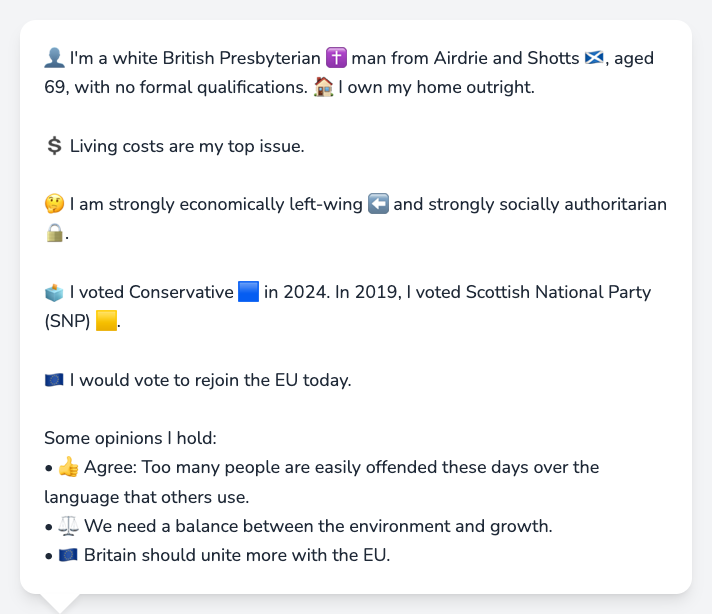 👤 I'm a white British Presbyterian ✝️ man from Airdrie and Shotts 🏴󠁧󠁢󠁳󠁣󠁴󠁿, aged
69, with no formal qualifications. 🏠 I own my home outright.
💲 Living costs are my top issue.
🤔 I am strongly economically left-wing ⬅️ and strongly socially authoritarian
🔒.
🗳️ I voted Conservative 🟦 in 2024. In 2019, I voted Scottish National Party
(SNP) 🟨.
🇪🇺 I would vote to rejoin the EU today.
Some opinions I hold:
• 👍 Agree: Too many people are easily offended these days over the
language that others use.
• ⚖️ We need a balance between the environment and growth.
• 🇪🇺 Britain should unite more with the EU.